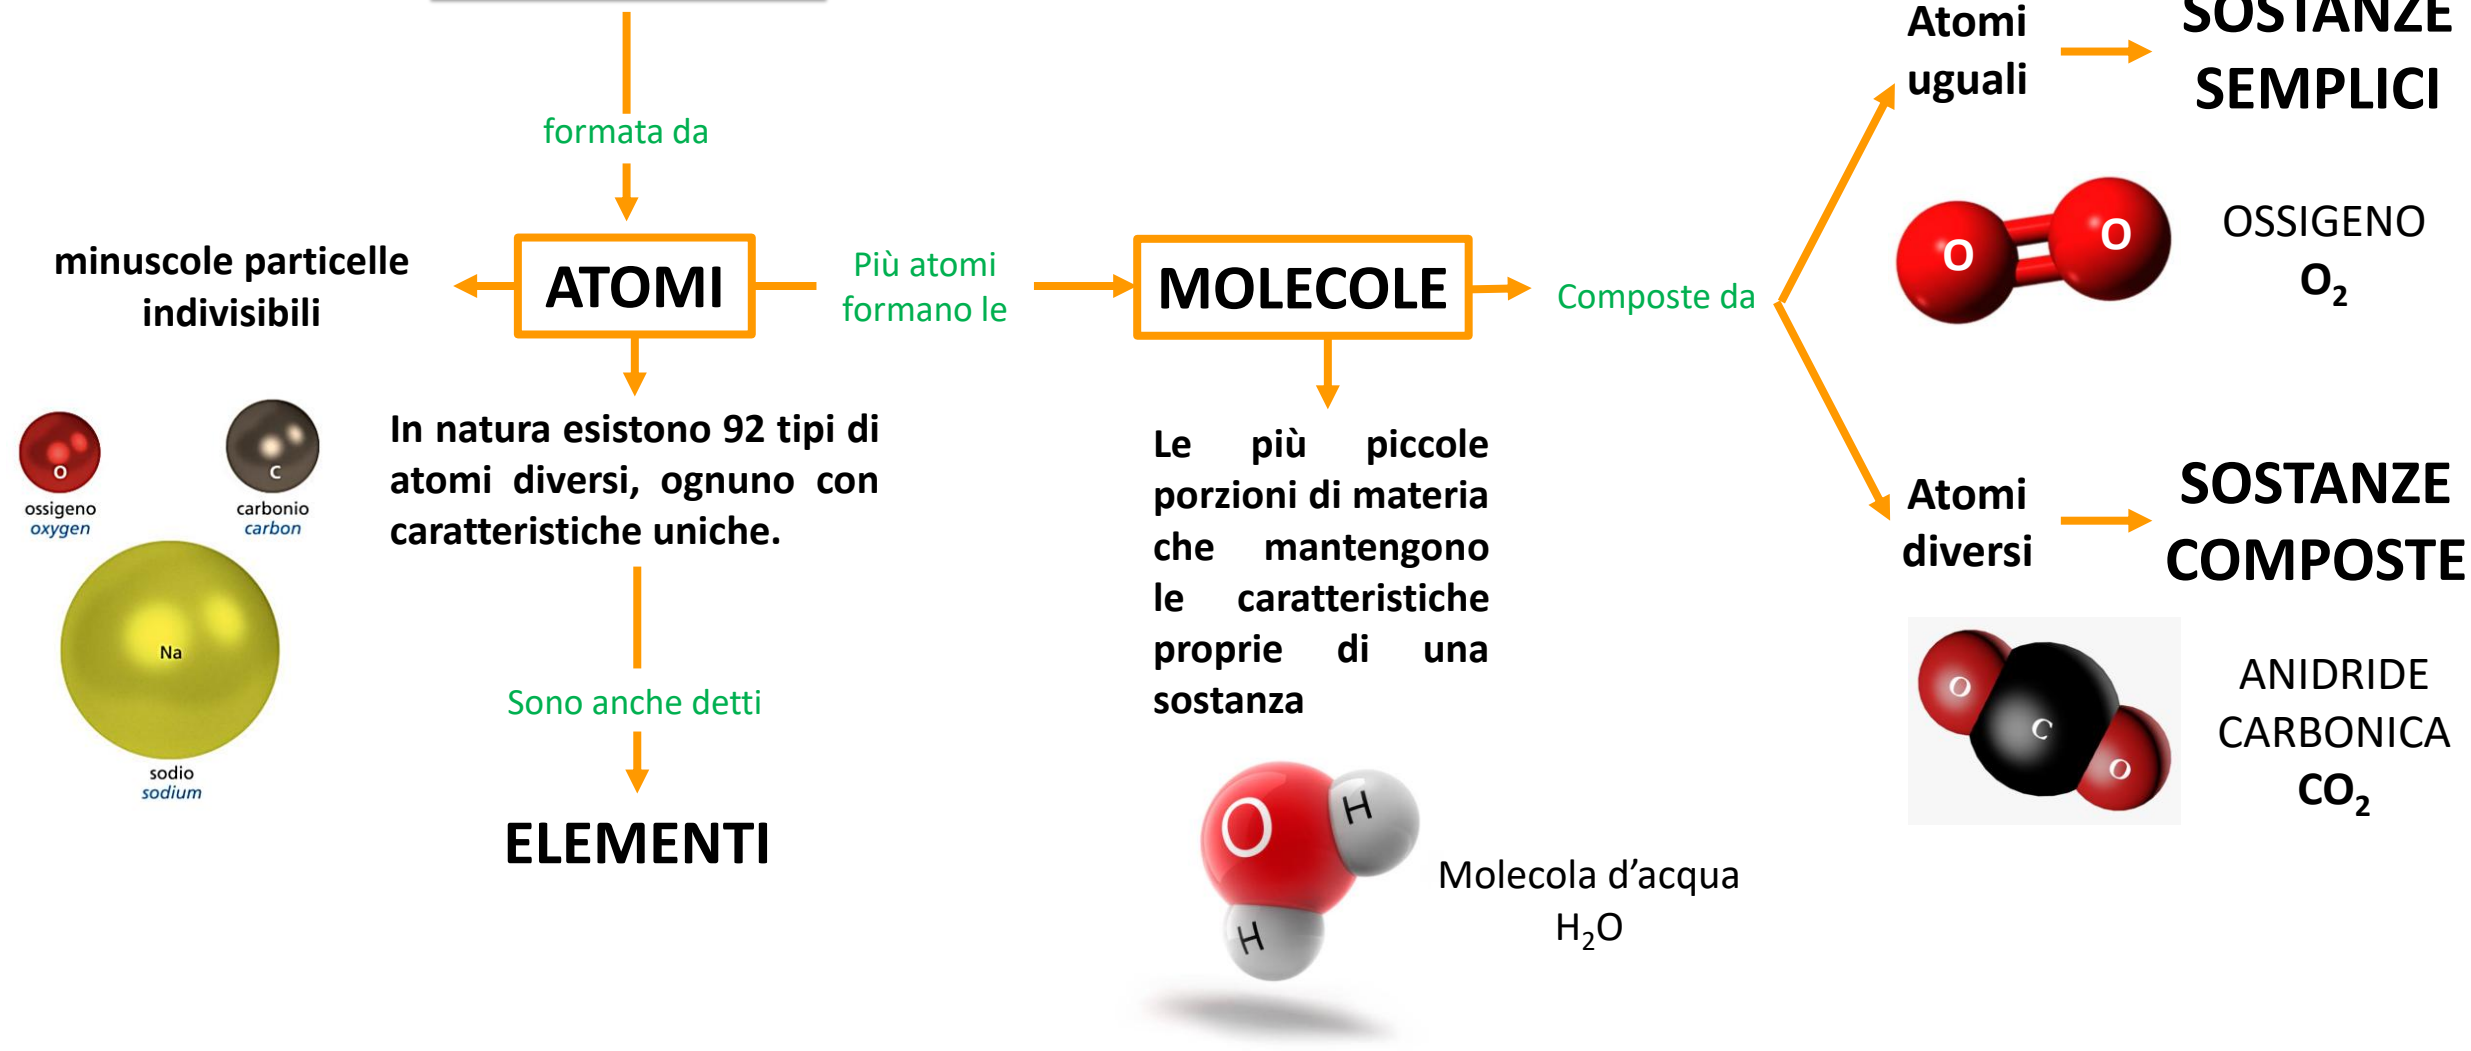 formata da
minuscole particelle
indivisibili
ATOMI
Più atomi
formano le
MOLECOLE
Composte da
Atomi
uguali
SOSTANZE
SEMPLICI
O
O
OSSIGENO
O₂
O
ossigeno
oxygen
C
carbonio
carbon
Na
sodio
sodium
In natura esistono 92 tipi di
atomi diversi, ognuno con
caratteristiche uniche.
Sono anche detti
ELEMENTI
Le più piccole
porzioni di materia
che mantengono
le caratteristiche
proprie di una
sostanza
O
H
H
Molecola d’acqua
H₂O
Atomi
diversi
SOSTANZE
COMPOSTE
O
C
O
ANIDRIDE
CARBONICA
CO₂